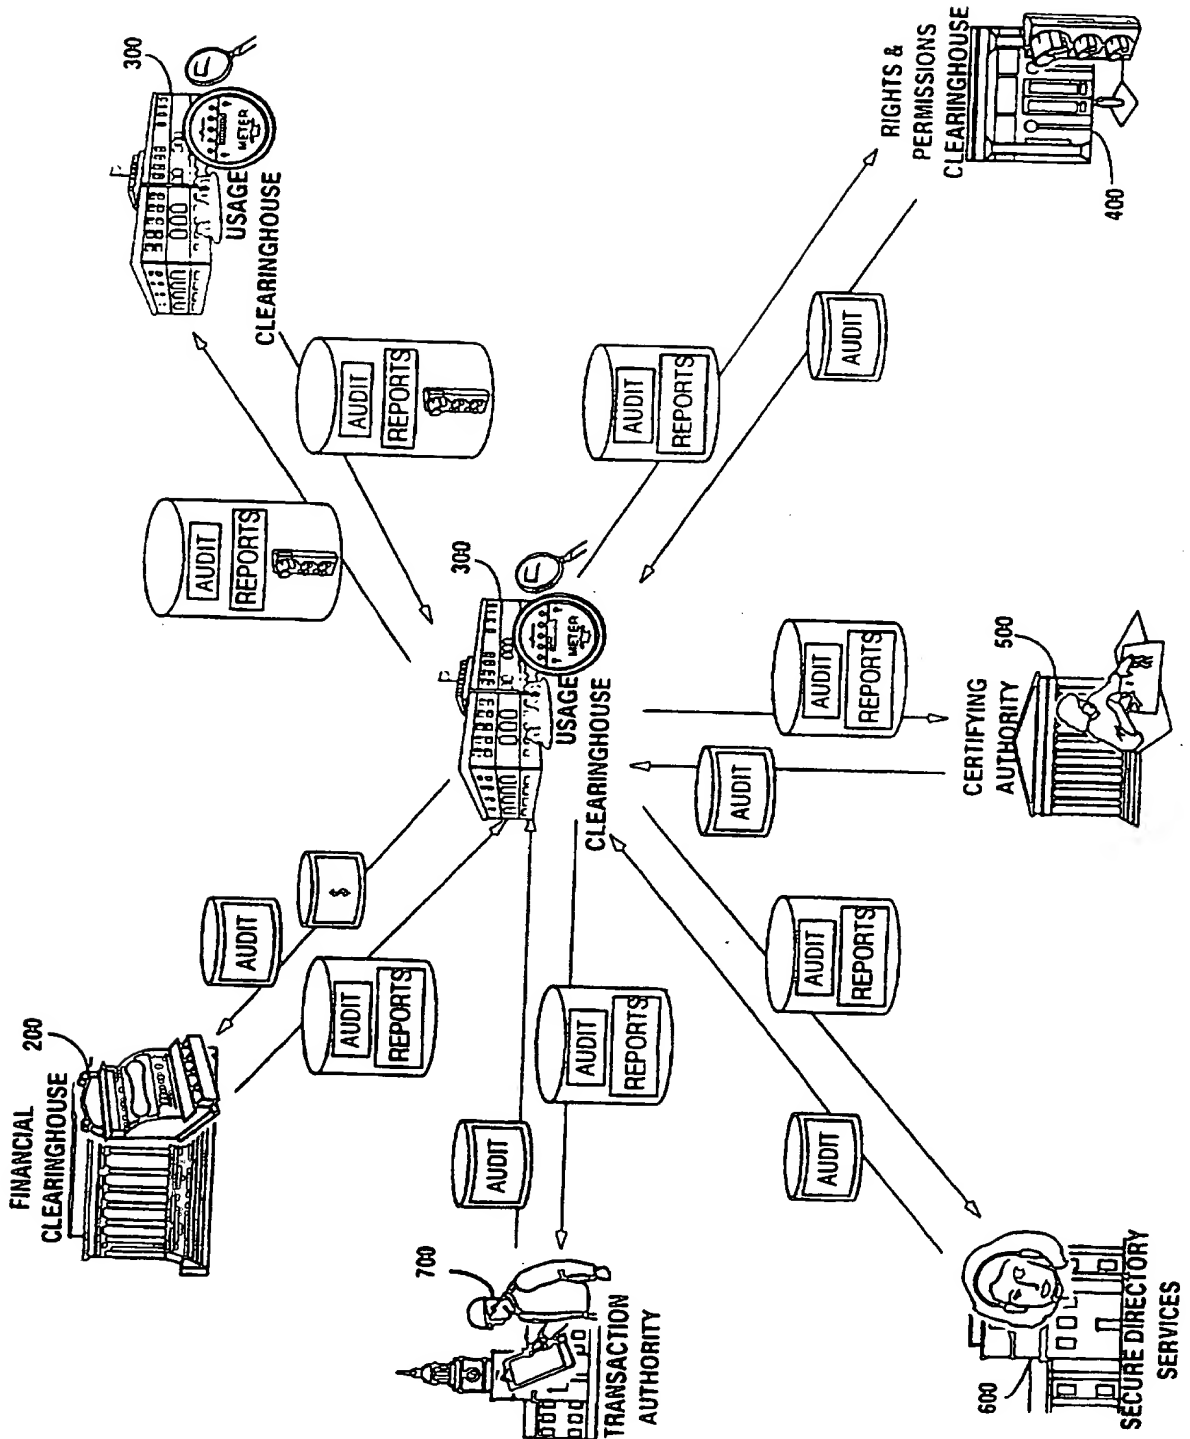 FINANCIAL
CLEARINGHOUSE
200
300
METER
USAGE
CLEARINGHOUSE
AUDIT
REPORTS
AUDIT
REPORTS
AUDIT
$
AUDIT
REPORTS
700
TRANSACTION
AUTHORITY
AUDIT
AUDIT
REPORTS
300
METER
USAGE
CLEARINGHOUSE
AUDIT
REPORTS
AUDIT
RIGHTS &
PERMISSIONS
CLEARINGHOUSE
400
AUDIT
AUDIT
REPORTS
AUDIT
AUDIT
REPORTS
600
SECURE DIRECTORY
SERVICES
CERTIFYING
AUTHORITY
500